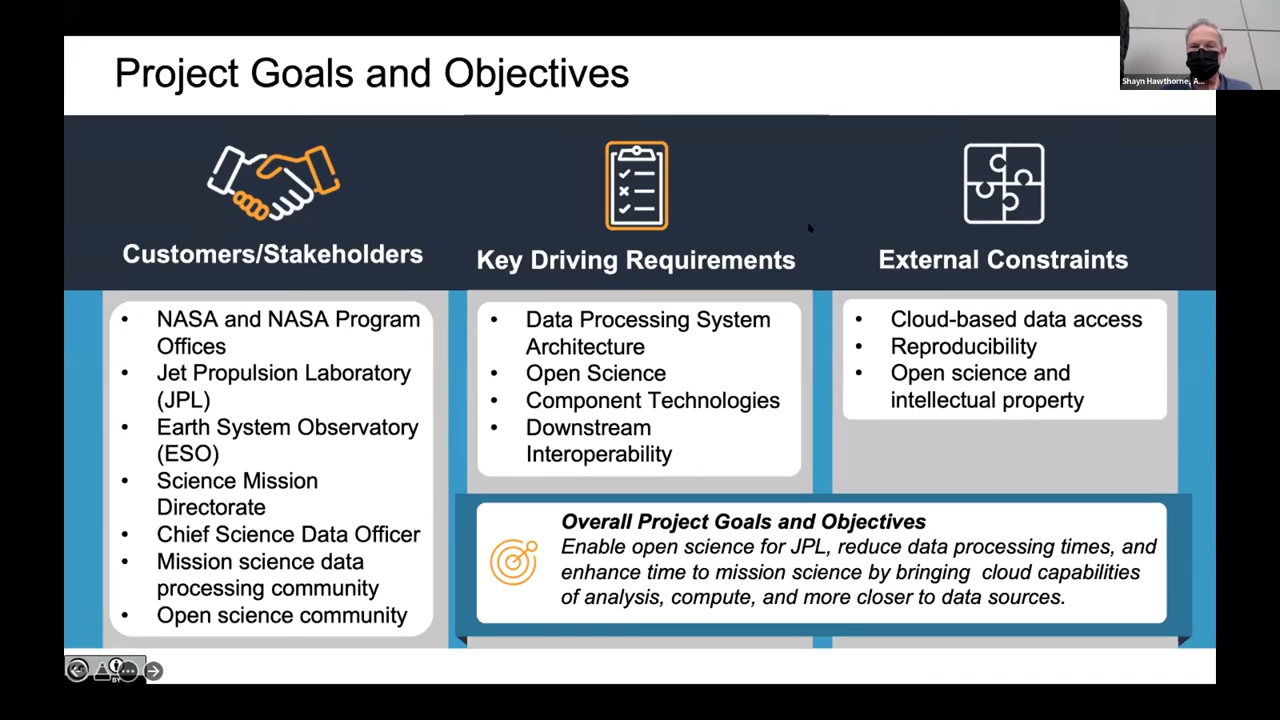 Project Goals and Objectives
Shayn Hawthorne, A...
Customers/Stakeholders
• NASA and NASA Program
Offices
• Jet Propulsion Laboratory
(JPL)
• Earth System Observatory
(ESO)
• Science Mission
Directorate
• Chief Science Data Officer
• Mission science data
processing community
• Open science community
Key Driving Requirements
• Data Processing System
Architecture
• Open Science
• Component Technologies
• Downstream
Interoperability
External Constraints
• Cloud-based data access
• Reproducibility
• Open science and
intellectual property
Overall Project Goals and Objectives
Enable open science for JPL, reduce data processing times, and
enhance time to mission science by bringing cloud capabilities
of analysis, compute, and more closer to data sources.
BY